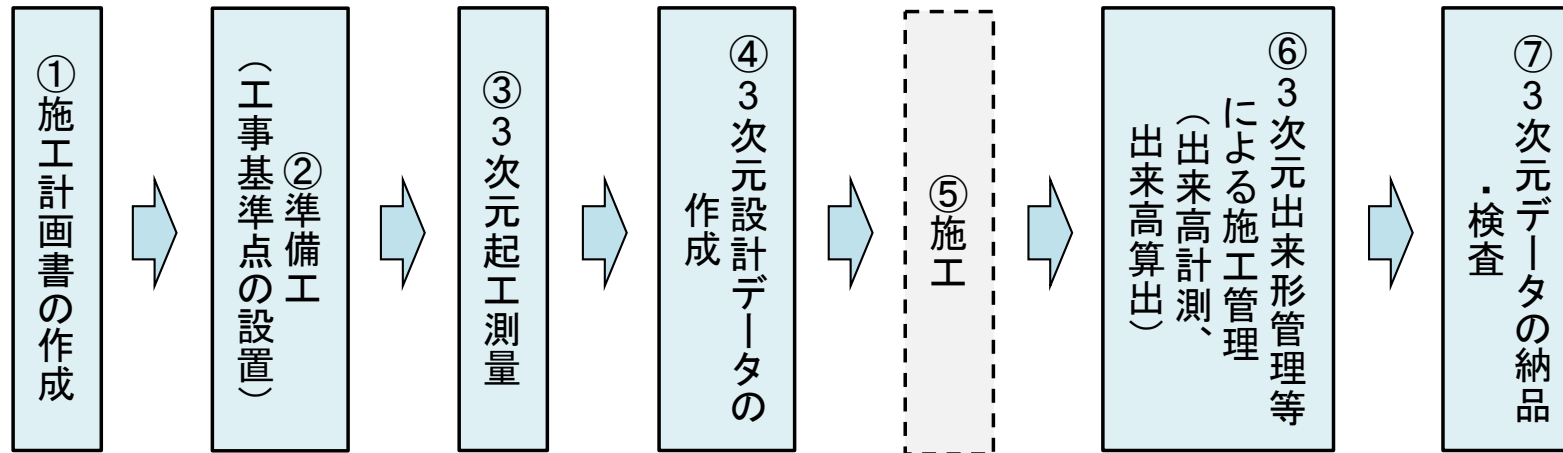 ①施工計画書の作成
②準備工
（工事基準点の設置）
③３次元起工測量
④３次元設計データの
作成
⑤施工
⑥３次元出来形管理等
による施工管理
（出来高計測、
出来高算出）
⑦３次元データの納品
・検査